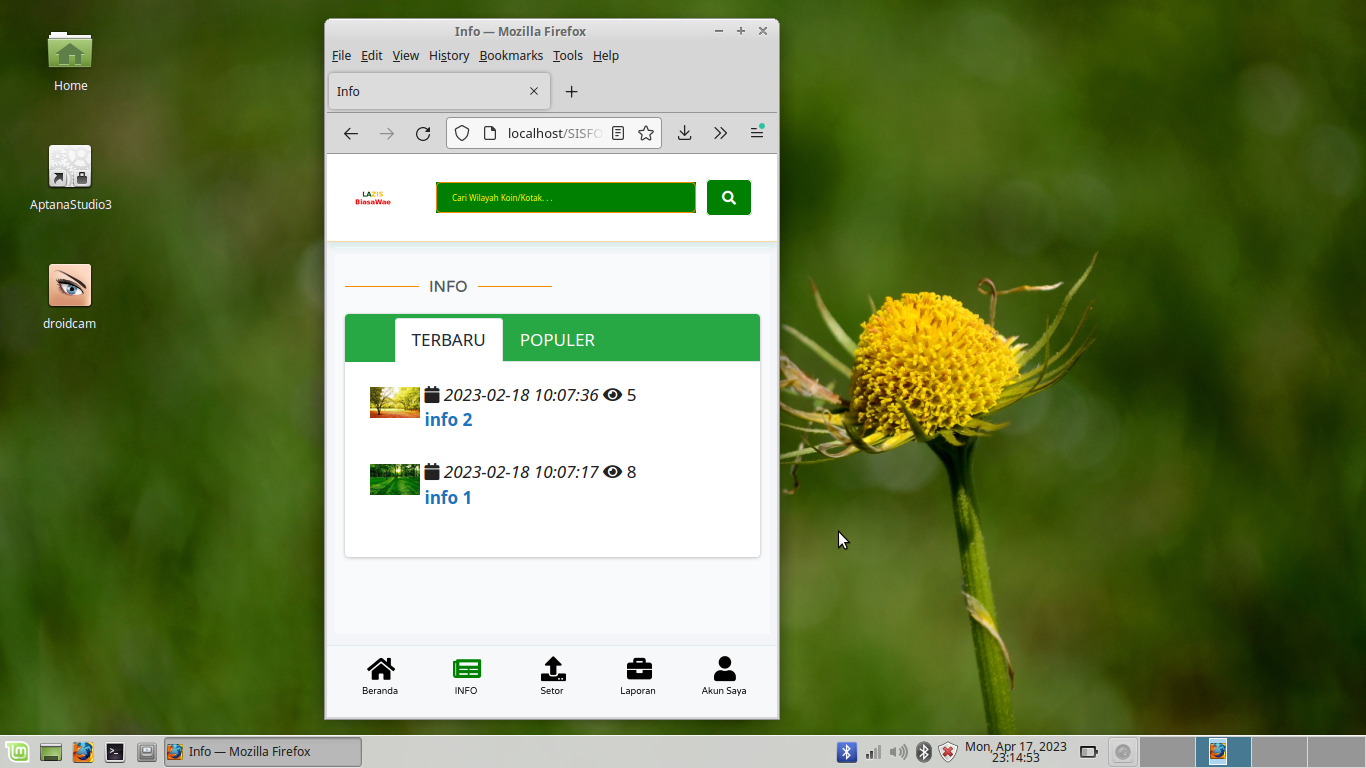 Home
AptanaStudio3
droidcam
Info — Mozilla Firefox
File Edit View History Bookmarks Tools Help
Info
localhost/SISFO
LAZIS
BiasaWae
Cari Wilayah Koin/Kotak. . .
INFO
TERBARU POPULER
2023-02-18 10:07:36 5
info 2
2023-02-18 10:07:17 8
info 1
Beranda INFO Setor Laporan Akun Saya
Info — Mozilla Firefox
Mon, Apr 17, 2023
23:14:53